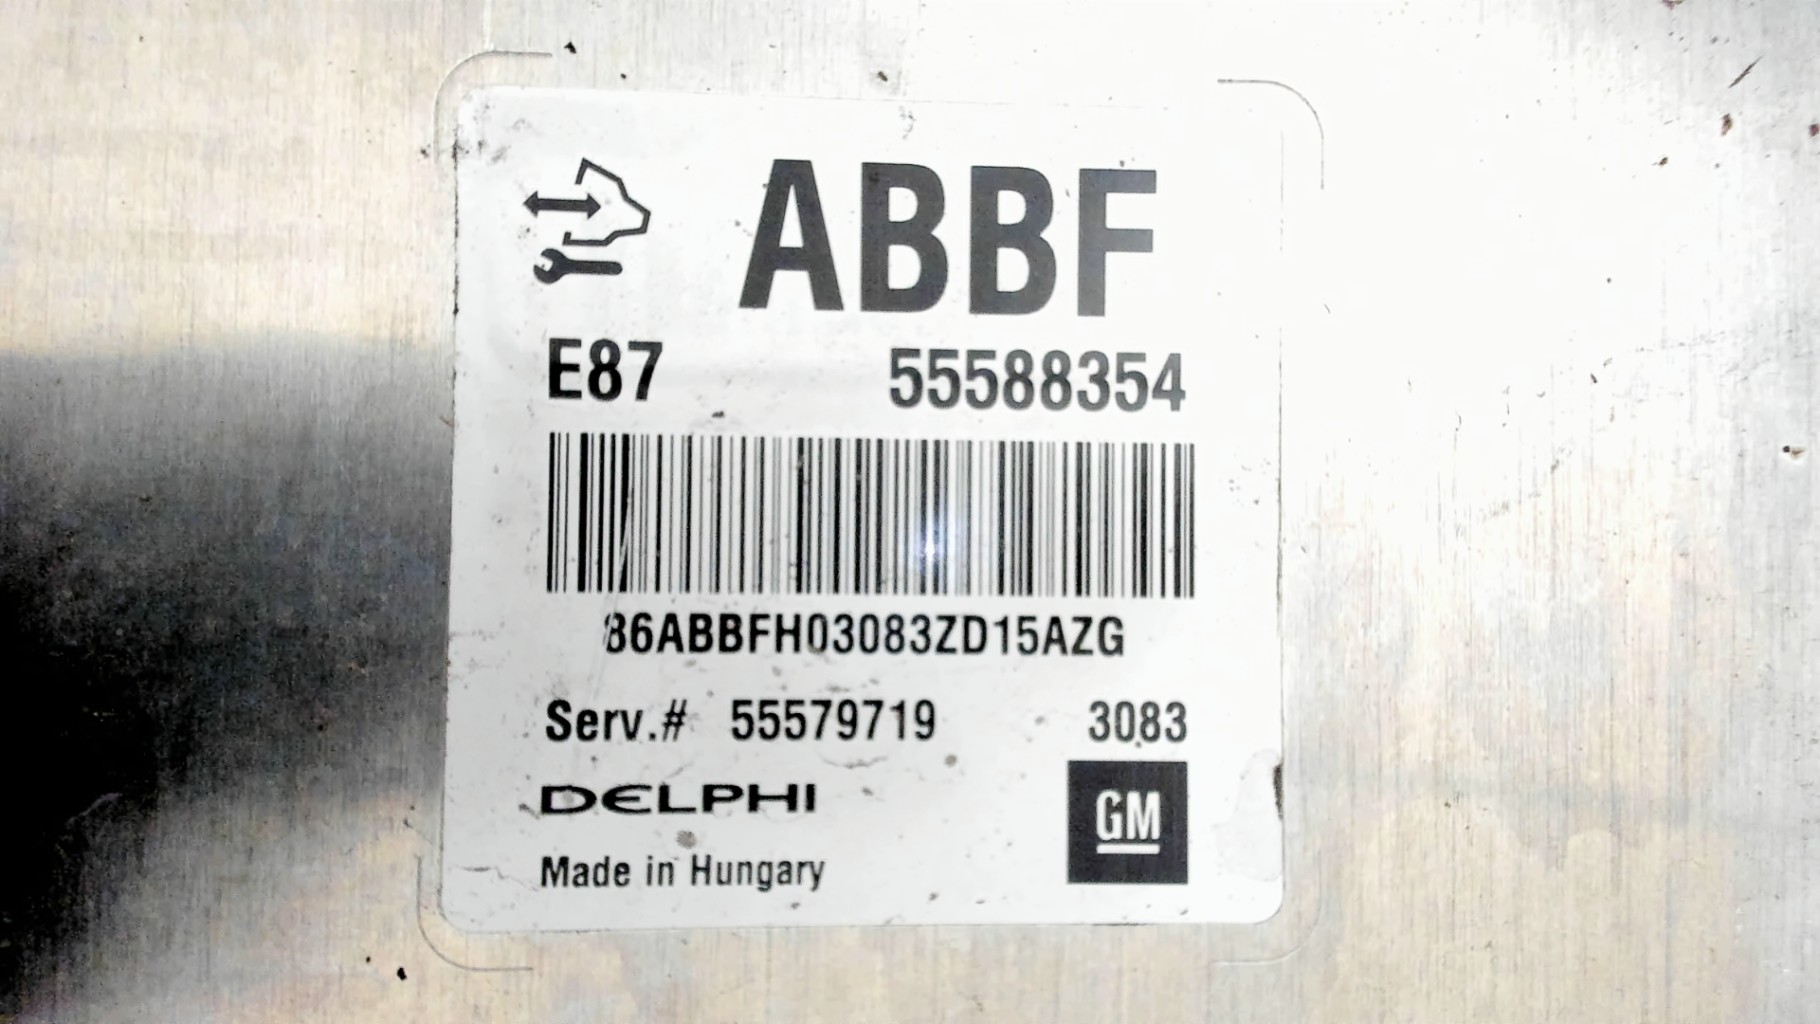 ABBF
E87 55588354
86ABBFH03083ZD15AZG
Serv.# 55579719 3083
DELPHI
GM
Made in Hungary